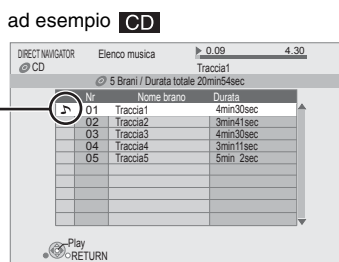 ad esempio CD
DIRECT NAVIGATOR Elenco musica 0.09 4.30
CD Traccia1
5 Brani / Durata totale 20min54sec
Nr Nome brano Durata
01 Traccia1 4min30sec
02 Traccia2 3min41sec
03 Traccia3 4min30sec
04 Traccia4 3min11sec
05 Traccia5 5min 2sec
Play
RETURN